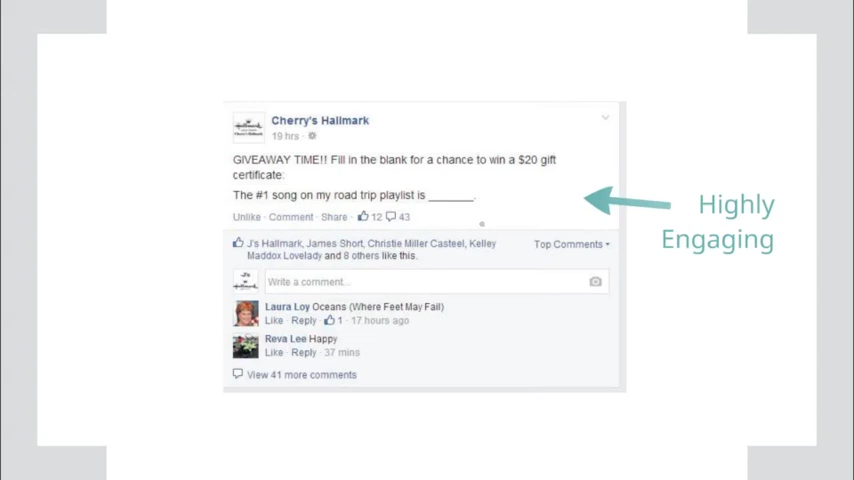 Cherry's Hallmark
19 hrs ·
GIVEAWAY TIME!! Fill in the blank for a chance to win a $20 gift
certificate:
The #1 song on my road trip playlist is _______.
Unlike · Comment · Share · 12 43
J's Hallmark, James Short, Christie Miller Casteel, Kelley
Maddox Lovelady and 8 others like this.
Top Comments
Write a comment...
Laura Loy Oceans (Where Feet May Fail)
Like · Reply · 1 · 17 hours ago
Reva Lee Happy
Like · Reply · 37 mins
View 41 more comments
Highly
Engaging